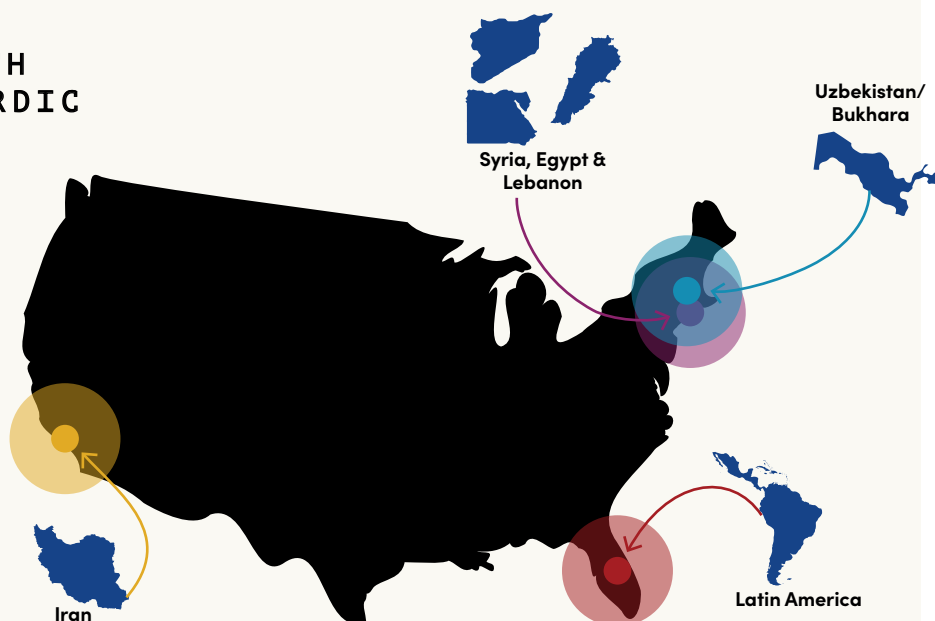 H
RDIC
Uzbekistan/
Bukhara
Syria, Egypt &
Lebanon
Latin America
Iran